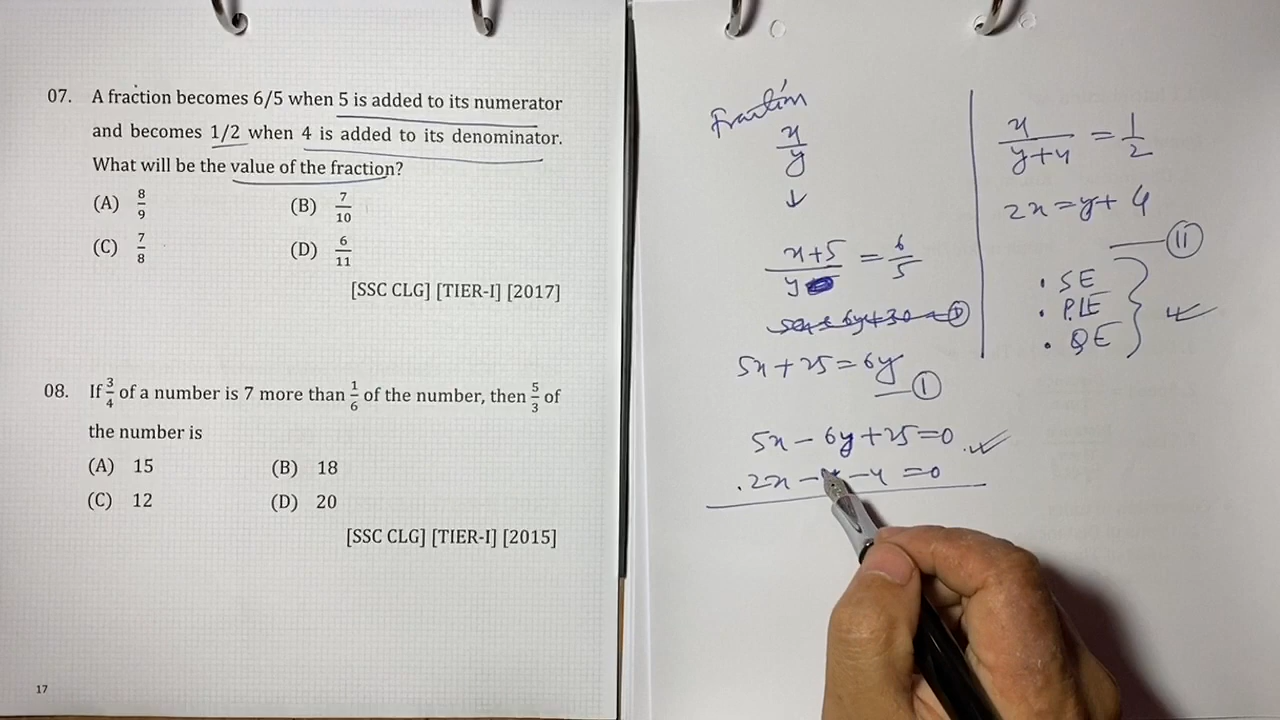 07. A fraction becomes 6/5 when 5 is added to its numerator
and becomes 1/2 when 4 is added to its denominator.
What will be the value of the fraction?
(A) 8/9 (B) 7/10
(C) 7/8 (D) 6/11
[SSC CLG] [TIER-I] [2017]
08. If 3/4 of a number is 7 more than 1/6 of the number, then 5/3 of
the number is
(A) 15 (B) 18
(C) 12 (D) 20
[SSC CLG] [TIER-I] [2015]
17
Fraction
x/y
↓
x+5/y = 6/5
5x+25=6y
I
5x-6y+25=0
2x - -4 =0
x/y+4 = 1/2
2x=y+4
II
. SE
. PLE
. QE